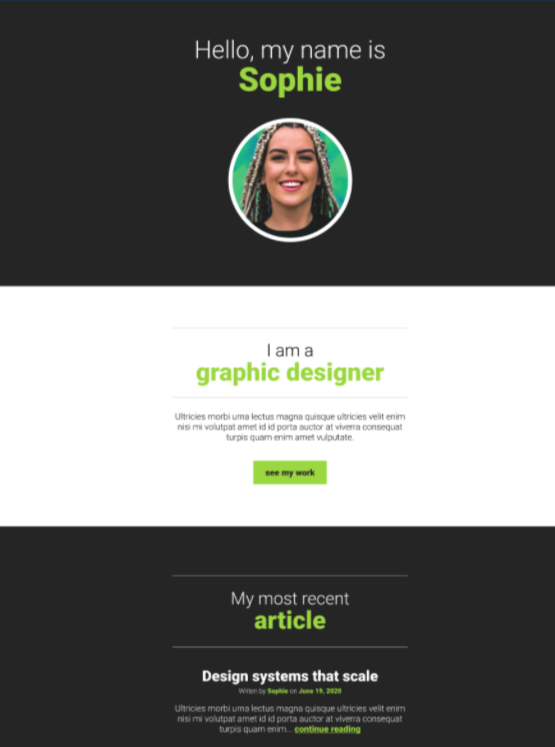 Hello, my name is
Sophie
I am a
graphic designer
Ultricies morbi urna lectus magna quisque ultricies velit enim
nisi mi volutpat amet id id porta auctor at viverra consequat
turpis quam enim amet vulputate.
see my work
My most recent
article
Design systems that scale
Writen by Sophie on June 19, 2020
Ultricies morbi urna lectus magna quisque ultricies velit enim
nisi mi volutpat amet id id porta auctor at viverra consequat
turpis quam enim... continue reading